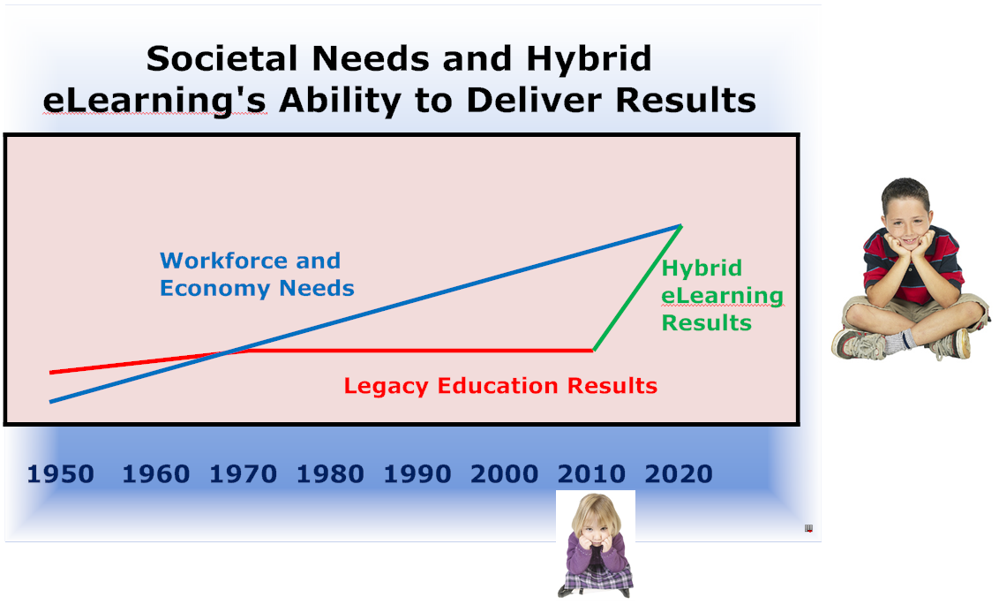 Societal Needs and Hybrid
eLearning's Ability to Deliver Results
Workforce and
Economy Needs
Hybrid
eLearning
Results
Legacy Education Results
1950 1960 1970 1980 1990 2000 2010 2020